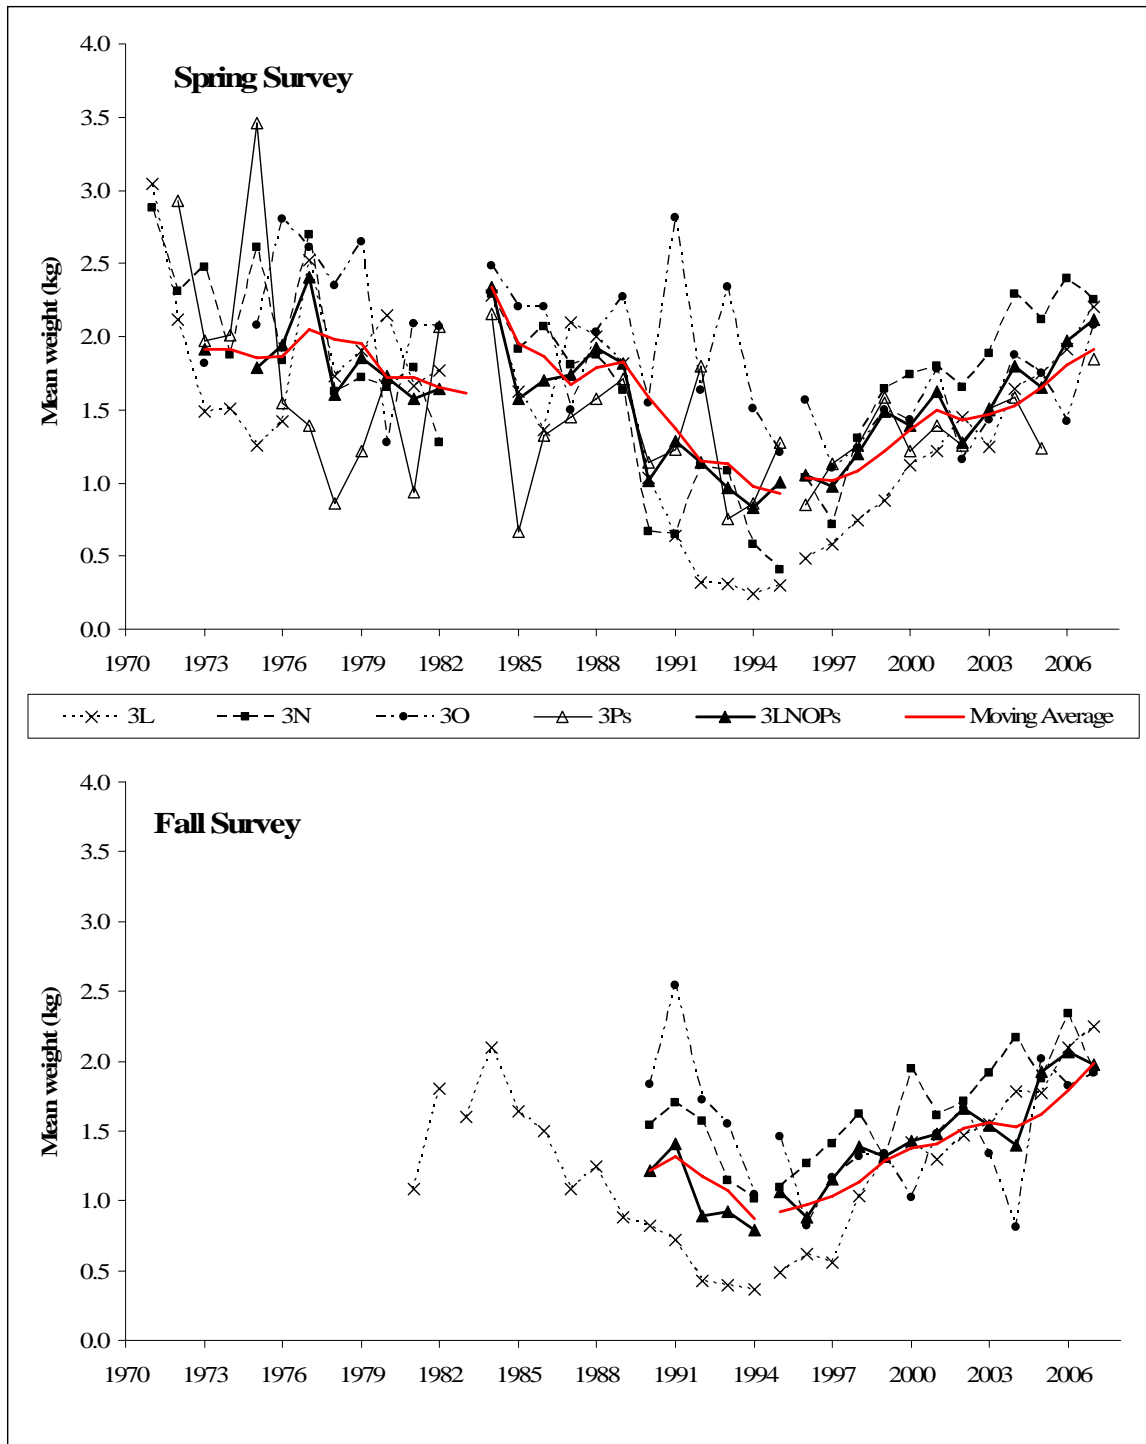 Spring Survey
Mean weight (kg)
4.0
3.5
3.0
2.5
2.0
1.5
1.0
0.5
0.0
1970 1973 1976 1979 1982 1985 1988 1991 1994 1997 2000 2003 2006
3L 3N 3O 3Ps 3LNOPs Moving Average
Fall Survey
Mean weight (kg)
4.0
3.5
3.0
2.5
2.0
1.5
1.0
0.5
0.0
1970 1973 1976 1979 1982 1985 1988 1991 1994 1997 2000 2003 2006